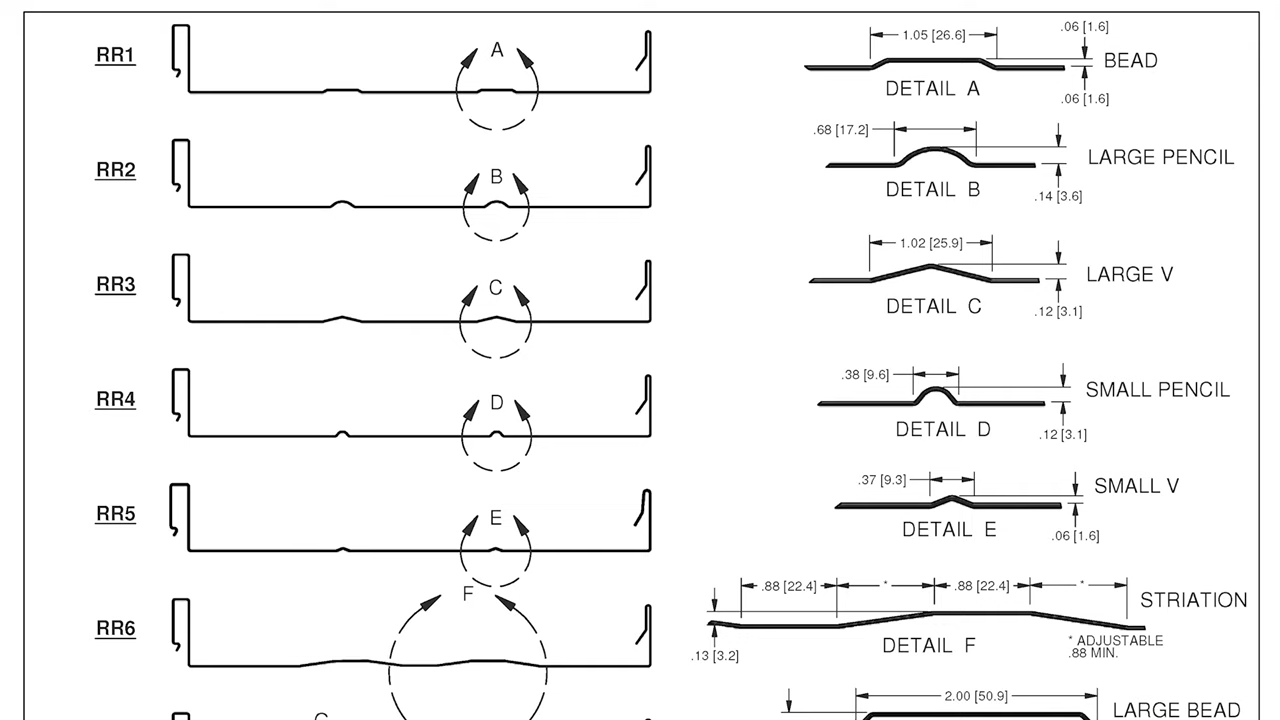 RR1
A
1.05 [26.6]
.06 [1.6]
BEAD
DETAIL A
.06 [1.6]
RR2
B
.68 [17.2]
LARGE PENCIL
DETAIL B
.14 [3.6]
RR3
C
1.02 [25.9]
LARGE V
DETAIL C
.12 [3.1]
RR4
D
.38 [9.6]
SMALL PENCIL
DETAIL D
.12 [3.1]
RR5
E
.37 [9.3]
SMALL V
DETAIL E
.06 [1.6]
RR6
F
.88 [22.4]
*
.88 [22.4]
*
STRIATION
DETAIL F
* ADJUSTABLE
.88 MIN.
.13 [3.2]
2.00 [50.9]
LARGE BEAD